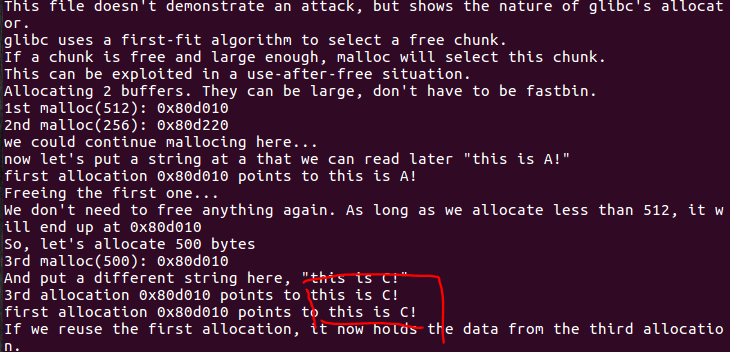 This file doesn't demonstrate an attack, but shows the nature of glibc's allocat
or.
glibc uses a first-fit algorithm to select a free chunk.
If a chunk is free and large enough, malloc will select this chunk.
This can be exploited in a use-after-free situation.
Allocating 2 buffers. They can be large, don't have to be fastbin.
1st malloc(512): 0x80d010
2nd malloc(256): 0x80d220
we could continue mallocing here...
now let's put a string at a that we can read later "this is A!"
first allocation 0x80d010 points to this is A!
Freeing the first one...
We don't need to free anything again. As long as we allocate less than 512, it w
ill end up at 0x80d010
So, let's allocate 500 bytes
3rd malloc(500): 0x80d010
And put a different string here, "this is C!"
3rd allocation 0x80d010 points to this is C!
first allocation 0x80d010 points to this is C!
If we reuse the first allocation, it now holds the data from the third allocatio
n.